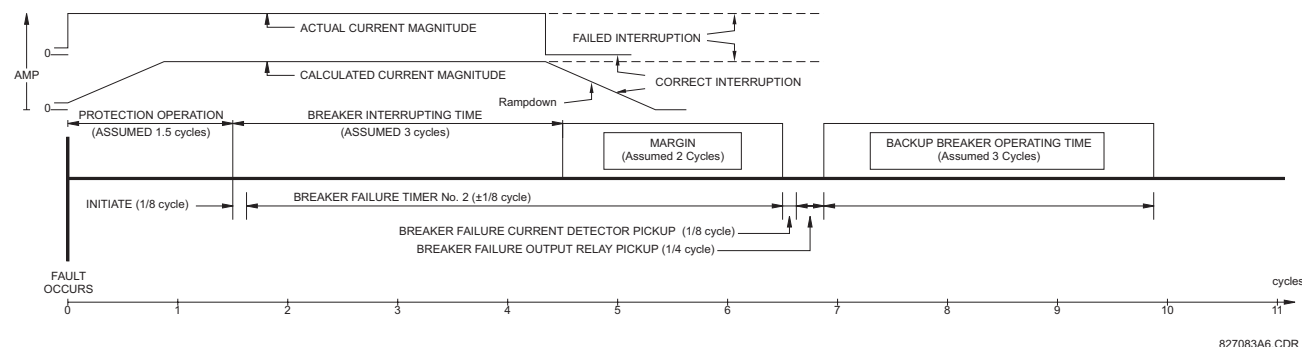 ACTUAL CURRENT MAGNITUDE
FAILED INTERRUPTION
0
AMP
CALCULATED CURRENT MAGNITUDE
CORRECT INTERRUPTION
Rampdown
0
PROTECTION OPERATION
(ASSUMED 1.5 cycles)
BREAKER INTERRUPTING TIME
(ASSUMED 3 cycles)
MARGIN
(Assumed 2 Cycles)
BACKUP BREAKER OPERATING TIME
(Assumed 3 Cycles)
INITIATE (1/8 cycle)
BREAKER FAILURE TIMER No. 2 (±1/8 cycle)
BREAKER FAILURE CURRENT DETECTOR PICKUP (1/8 cycle)
BREAKER FAILURE OUTPUT RELAY PICKUP (1/4 cycle)
FAULT
OCCURS
cycles
0 1 2 3 4 5 6 7 8 9 10 11
827083A6.CDR